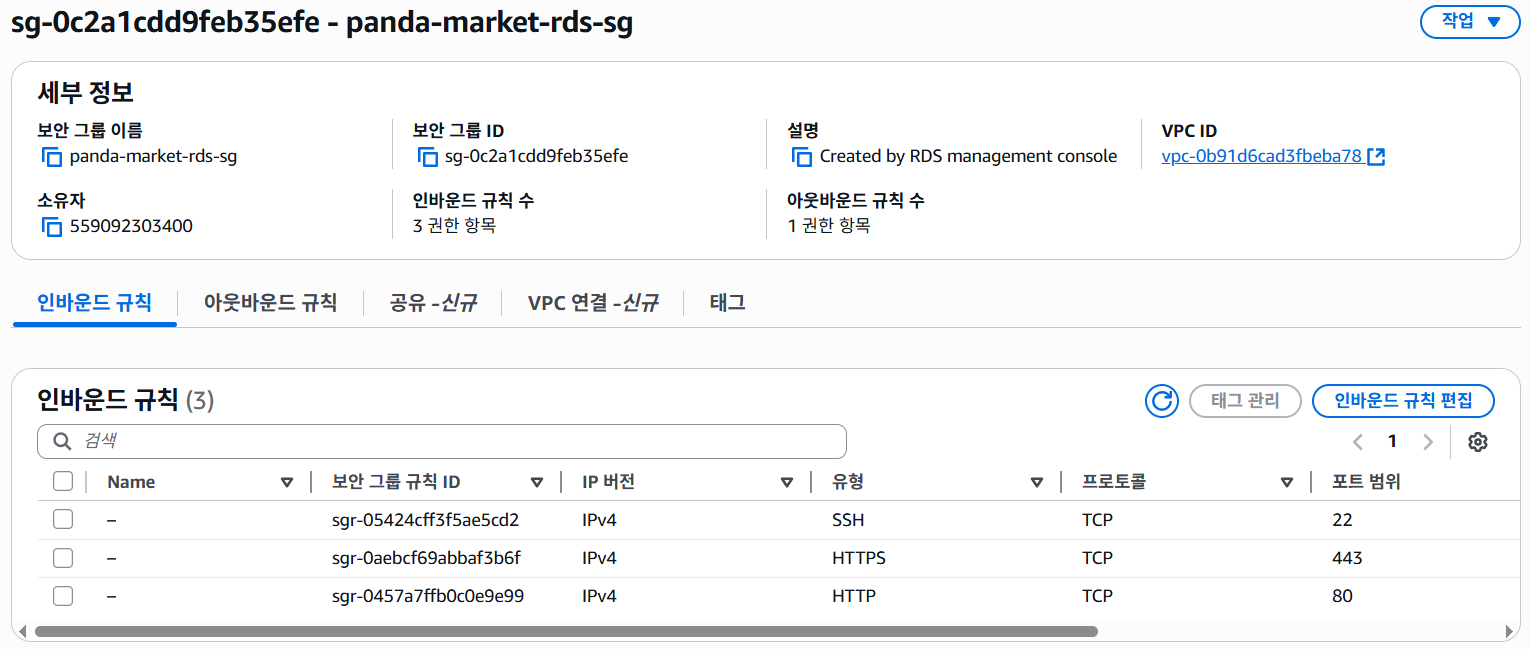 sg-0c2a1cdd9feb35efe - panda-market-rds-sg
작업
세부 정보
보안 그룹 이름
panda-market-rds-sg
보안 그룹 ID
sg-0c2a1cdd9feb35efe
설명
Created by RDS management console
VPC ID
vpc-0b91d6cad3fbeba78
소유자
559092303400
인바운드 규칙 수
3 권한 항목
아웃바운드 규칙 수
1 권한 항목
인바운드 규칙 아웃바운드 규칙 공유 -신규 VPC 연결 -신규 태그
인바운드 규칙 (3)
태그 관리 인바운드 규칙 편집
검색
1
Name 보안 그룹 규칙 ID IP 버전 유형 프로토콜 포트 범위
– sgr-05424cff3f5ae5cd2 IPv4 SSH TCP 22
– sgr-0aebcf69abbaf3b6f IPv4 HTTPS TCP 443
– sgr-0457a7ffb0c0e9e99 IPv4 HTTP TCP 80